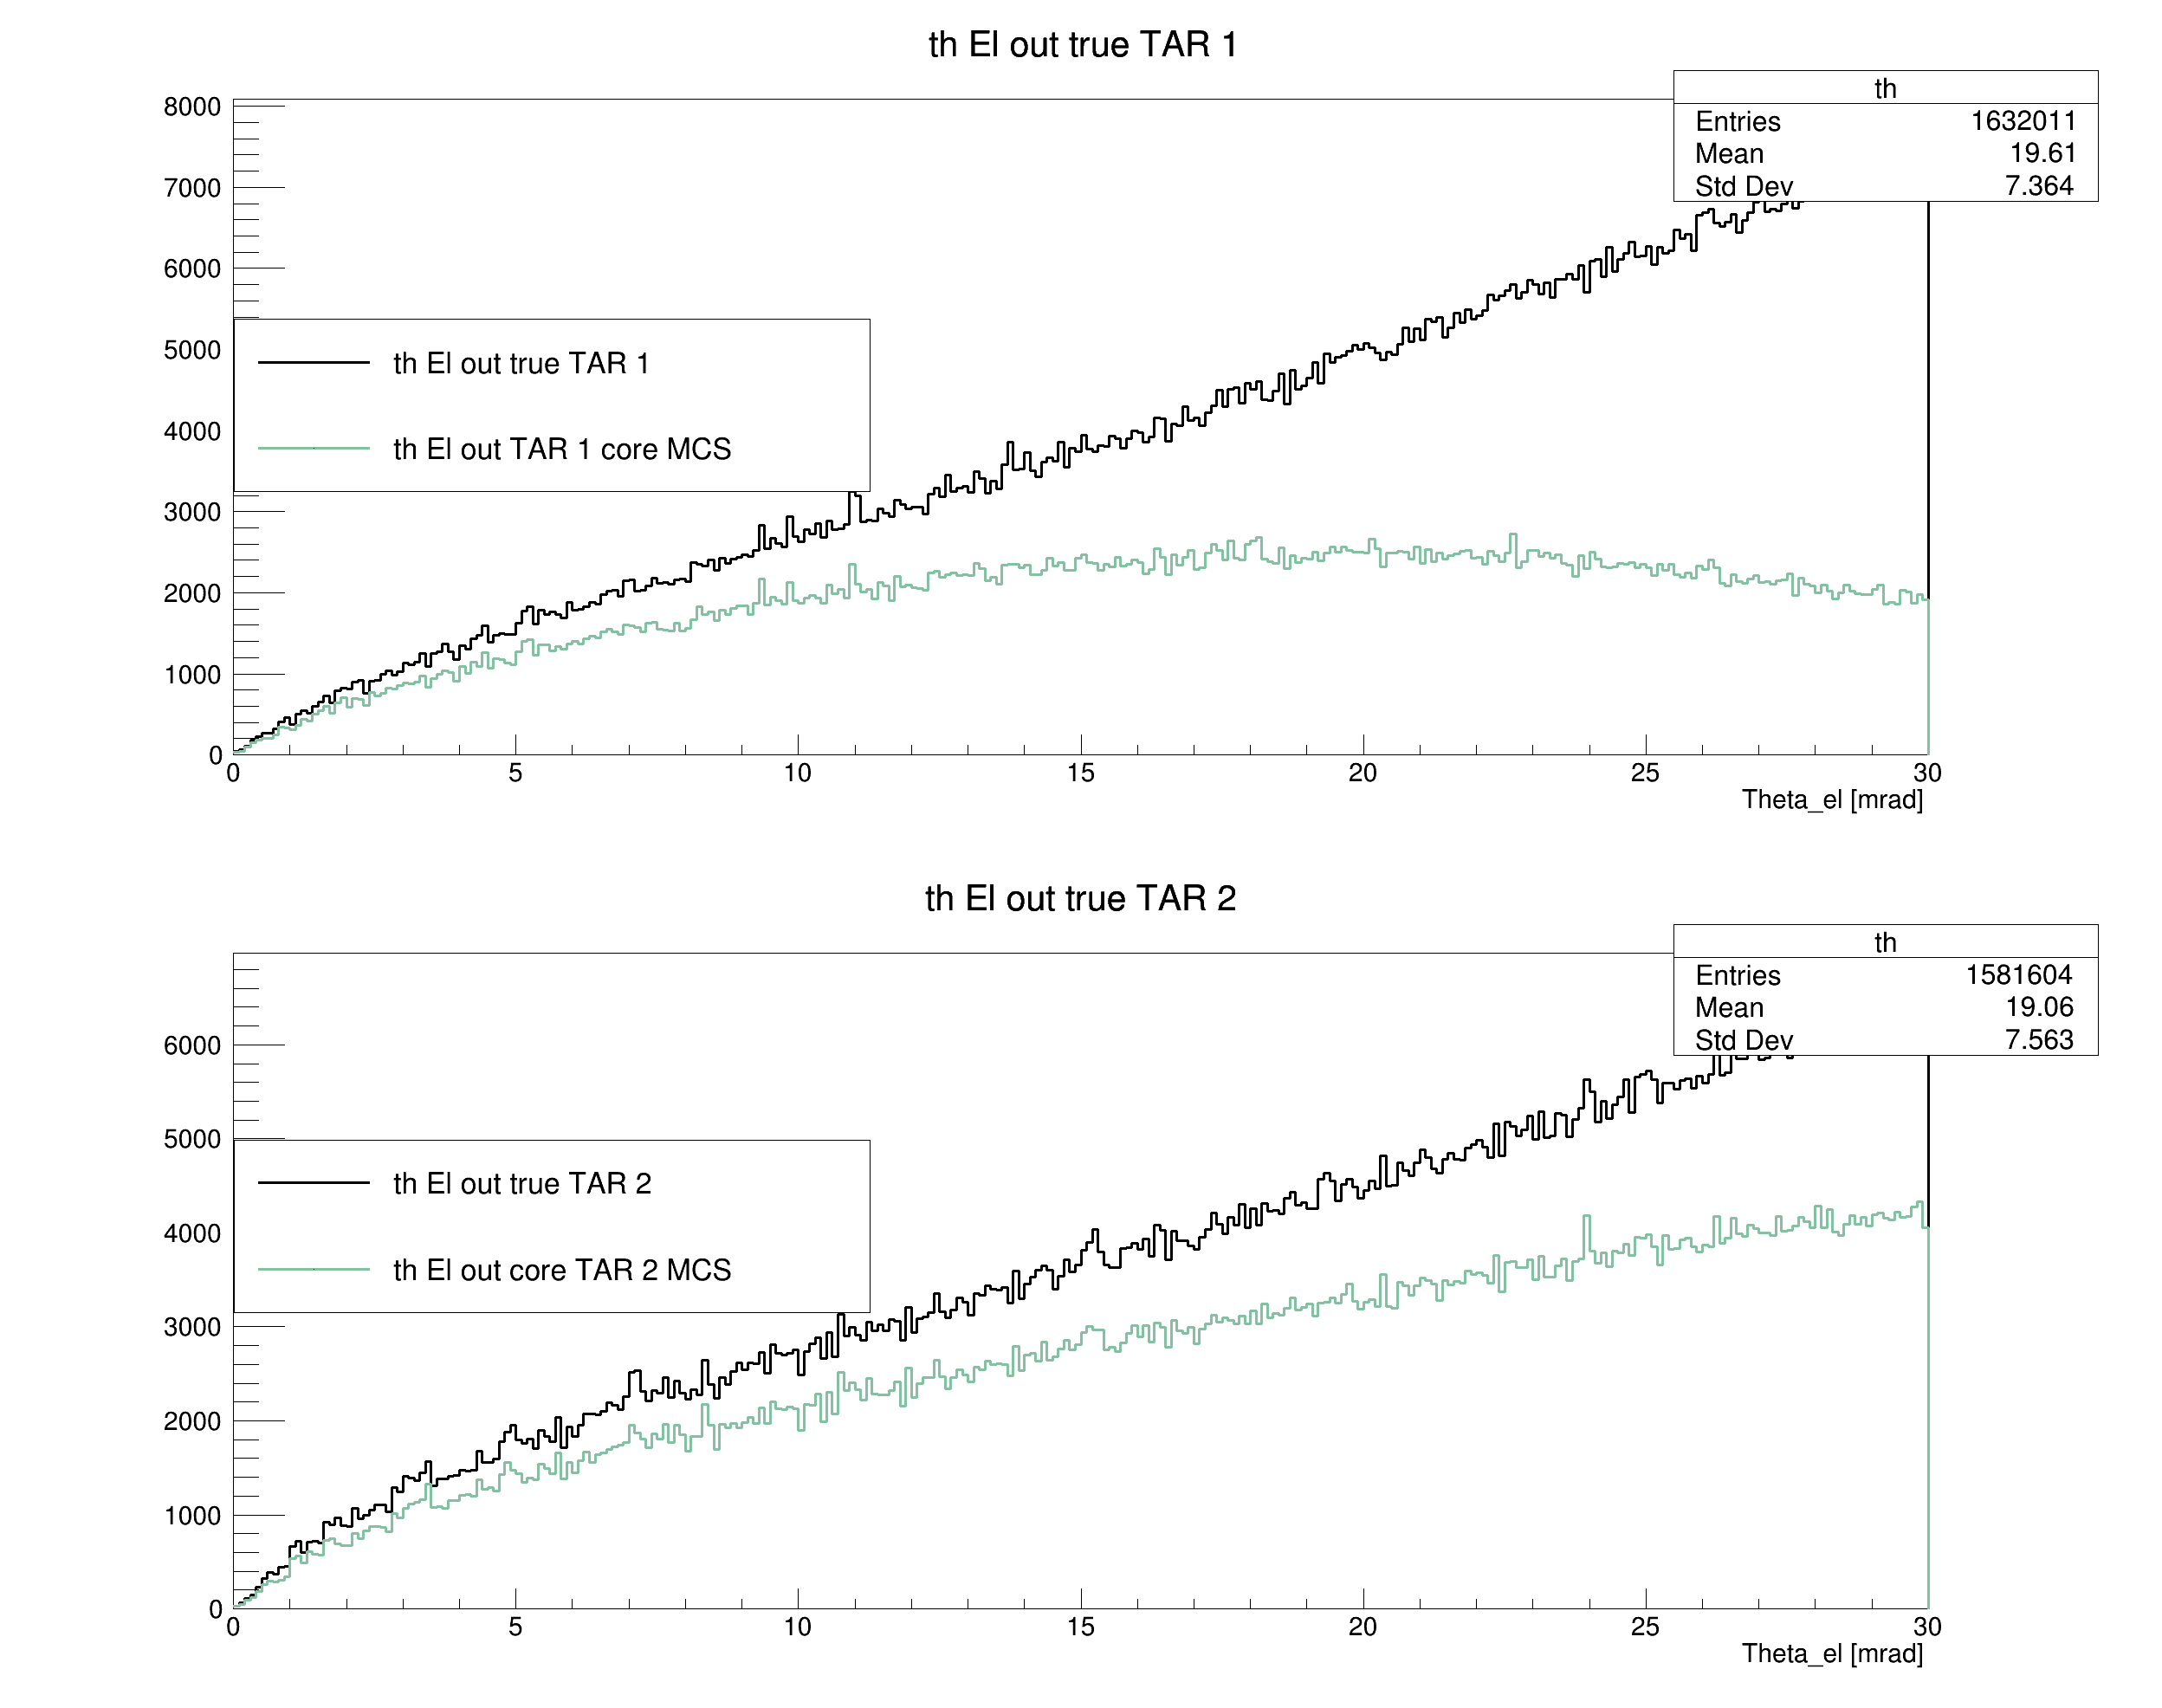 th El out true TAR 1
th
Entries 1632011
Mean 19.61
Std Dev 7.364
8000
7000
6000
5000
4000
3000
2000
1000
0
th El out true TAR 1
th El out TAR 1 core MCS
0 5 10 15 20 25 30
Theta_el [mrad]
th El out true TAR 2
th
Entries 1581604
Mean 19.06
Std Dev 7.563
6000
5000
4000
3000
2000
1000
0
th El out true TAR 2
th El out core TAR 2 MCS
0 5 10 15 20 25 30
Theta_el [mrad]